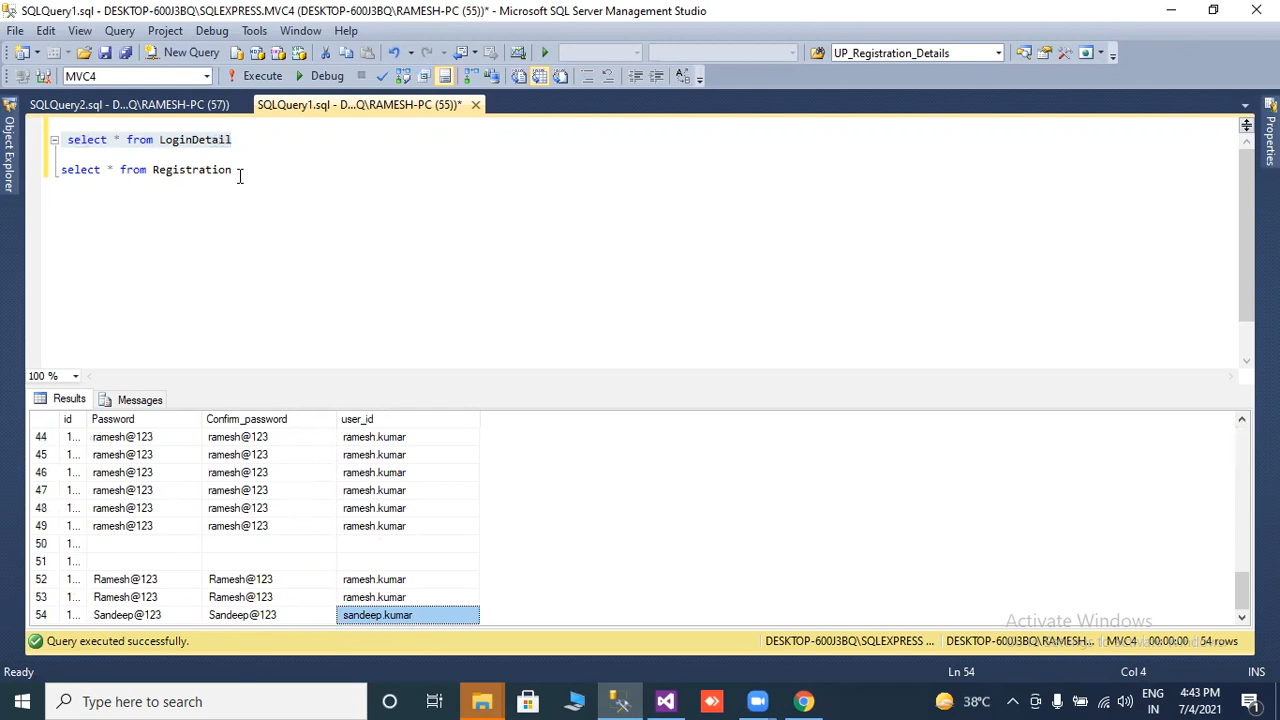 SQLQuery1.sql - DESKTOP-600J3BQ\SQLEXPRESS.MVC4 (DESKTOP-600J3BQ\RAMESH-PC (55))* - Microsoft SQL Server Management Studio
File Edit View Query Project Debug Tools Window Help
New Query UP_Registration_Details
MVC4 Execute Debug
SQLQuery2.sql - D...Q\RAMESH-PC (57)) SQLQuery1.sql - D...Q\RAMESH-PC (55))*
Object Explorer
Properties
select * from LoginDetail
select * from Registration
100 %
Results Messages
id Password Confirm_password user_id
44 1... ramesh@123 ramesh@123 ramesh.kumar
45 1... ramesh@123 ramesh@123 ramesh.kumar
46 1... ramesh@123 ramesh@123 ramesh.kumar
47 1... ramesh@123 ramesh@123 ramesh.kumar
48 1... ramesh@123 ramesh@123 ramesh.kumar
49 1... ramesh@123 ramesh@123 ramesh.kumar
50 1...
51 1...
52 1... Ramesh@123 Ramesh@123 ramesh.kumar
53 1... Ramesh@123 Ramesh@123 ramesh.kumar
54 1... Sandeep@123 Sandeep@123 sandeep.kumar
Activate Windows
Query executed successfully. DESKTOP-600J3BQ\SQLEXPRESS ... DESKTOP-600J3BQ\RAMESH... MVC4 00:00:00 54 rows
Ready Ln 54 Col 4 INS
Type here to search 38°C ENG 4:43 PM
IN 7/4/2021